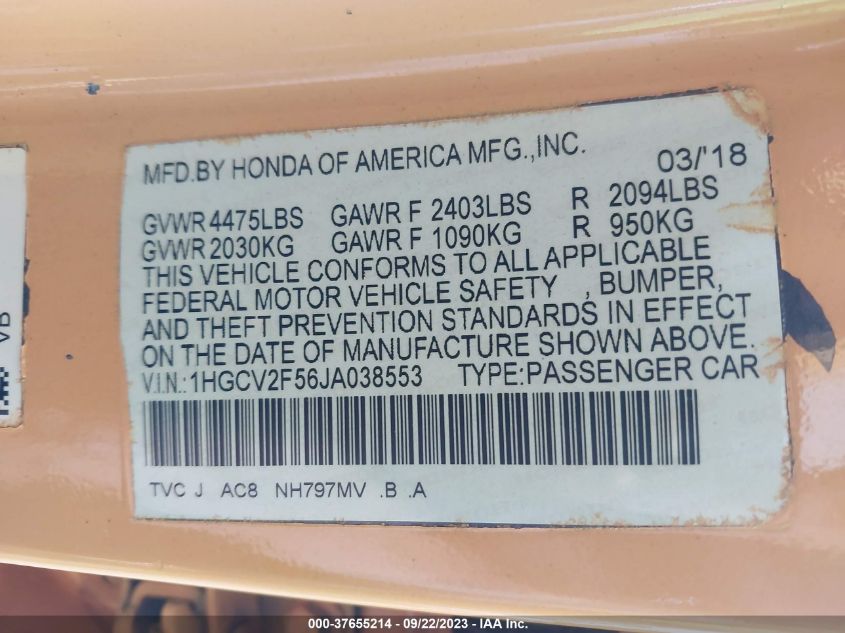 MFD.BY HONDA OF AMERICA MFG.,INC. 03/'18
GVWR 4475LBS GAWR F 2403LBS R 2094LBS
GVWR 2030KG GAWR F 1090KG R 950KG
THIS VEHICLE CONFORMS TO ALL APPLICABLE
FEDERAL MOTOR VEHICLE SAFETY , BUMPER,
AND THEFT PREVENTION STANDARDS IN EFFECT
ON THE DATE OF MANUFACTURE SHOWN ABOVE.
V.I.N.:1HGCV2F56JA038553 TYPE:PASSENGER CAR
TVC J AC8 NH797MV .B .A
VB
000-37655214 - 09/22/2023 - IAA Inc.